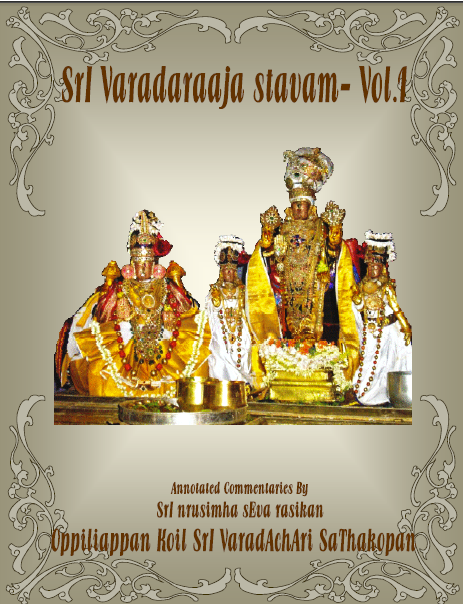 SrI Varadaraaja stavam- Vol.1
Annotated Commentaries By
SrI nrusimha sEva rasikan
Oppiliappan Koil SrI VaradAchAri SaThakopan